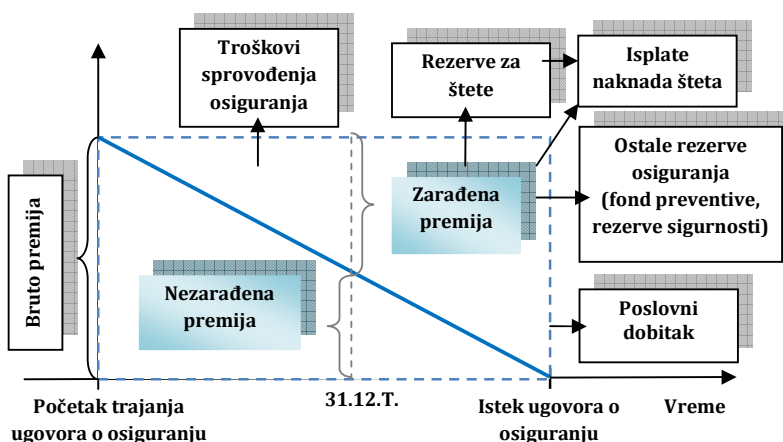 Troškovi
sprovođenja
osiguranja
Rezerve za
štete
Isplate
naknada šteta
Ostale rezerve
osiguranja
(fond preventive,
rezerve sigurnosti)
Zarađena
premija
Bruto premija
Nezarađena
premija
Poslovni
dobitak
Početak trajanja
ugovora o osiguranju
31.12.T.
Istek ugovora o
osiguranju
Vreme